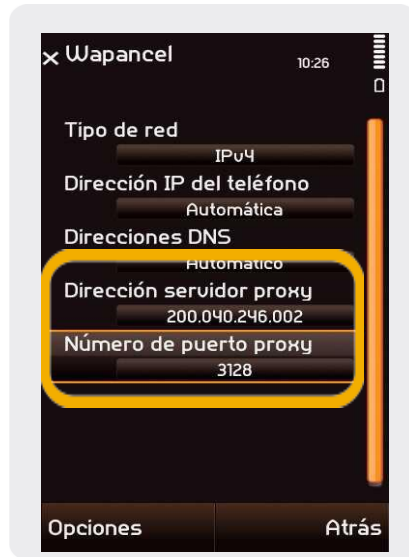 x Wapancel 10:26
Tipo de red
IPv4
Dirección IP del teléfono
Automática
Direcciones DNS
Automático
Dirección servidor proxy
200.040.246.002
Número de puerto proxy
3128
Opciones Atrás